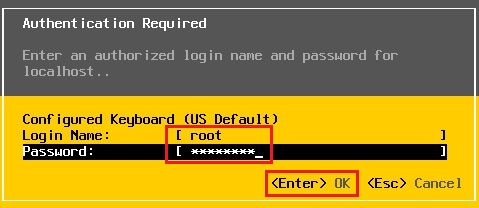 Authentication Required
Enter an authorized login name and password for
localhost..
Configured Keyboard (US Default)
Login Name: [ root ]
Password: [ ********_ ]
<Enter> OK <Esc> Cancel